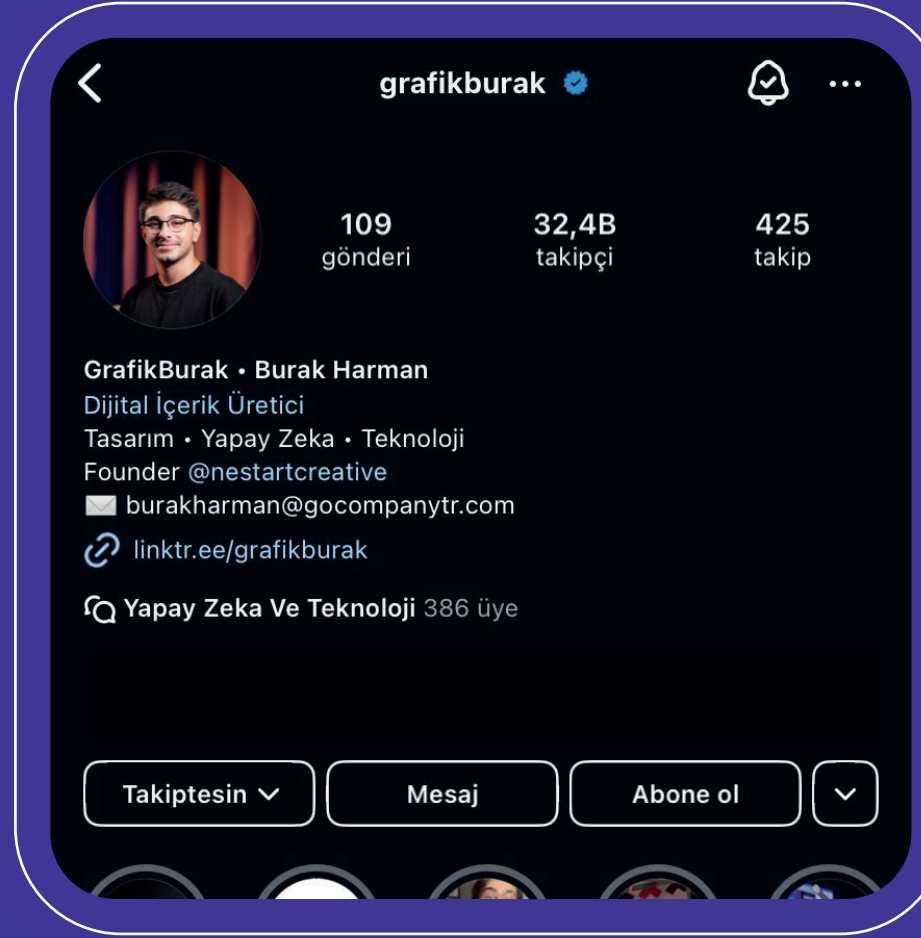 grafikburak
109 32,4B 425
gönderi takipçi takip
GrafikBurak • Burak Harman
Dijital İçerik Üretici
Tasarım • Yapay Zeka • Teknoloji
Founder @nestartcreative
✉️ burakharman@gocompanytr.com
linktr.ee/grafikburak
Yapay Zeka Ve Teknoloji 386 üye
Takiptesin Mesaj Abone ol